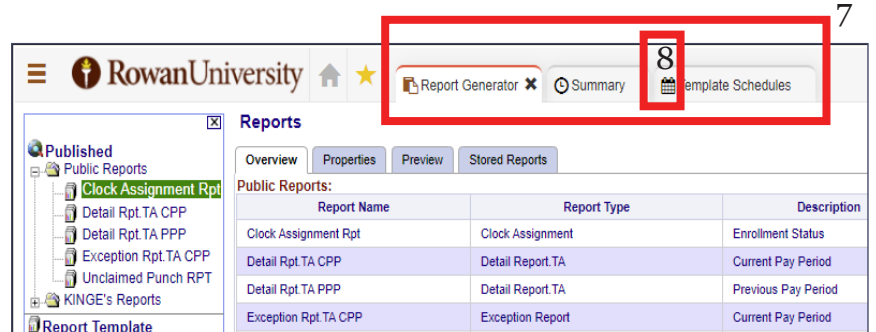 7
8
RowanUniversity
Report Generator
Summary
Template Schedules
Reports
Published
Public Reports
Clock Assignment Rpt
Detail Rpt.TA CPP
Detail Rpt.TA PPP
Exception Rpt.TA CPP
Unclaimed Punch RPT
KINGE's Reports
Report Template
Overview Properties Preview Stored Reports
Public Reports:
Report Name Report Type Description
Clock Assignment Rpt Clock Assignment Enrollment Status
Detail Rpt.TA CPP Detail Report.TA Current Pay Period
Detail Rpt.TA PPP Detail Report.TA Previous Pay Period
Exception Rpt.TA CPP Exception Report Current Pay Period